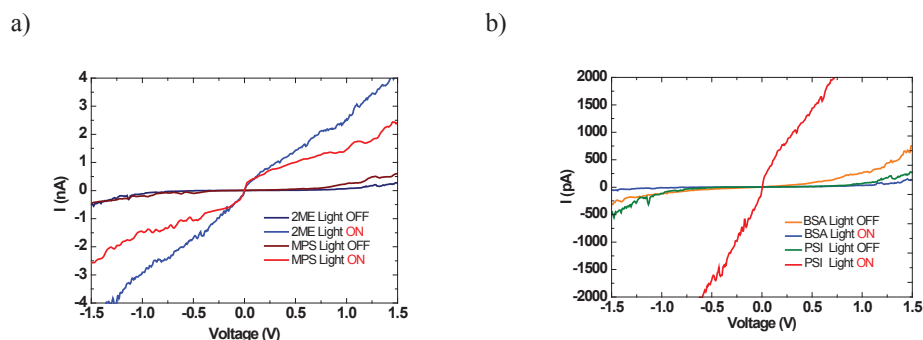 a)
b)
4
3
2
1
0
-1
-2
-3
-4
I (nA)
2ME Light OFF
2ME Light ON
MPS Light OFF
MPS Light ON
-1.5 -1.0 -0.5 0.0 0.5 1.0 1.5
Voltage (V)
2000
1500
1000
500
0
-500
-1000
-1500
-2000
I (pA)
BSA Light OFF
BSA Light ON
PSI Light OFF
PSI Light ON
-1.5 -1.0 -0.5 0.0 0.5 1.0 1.5
Voltage (V)